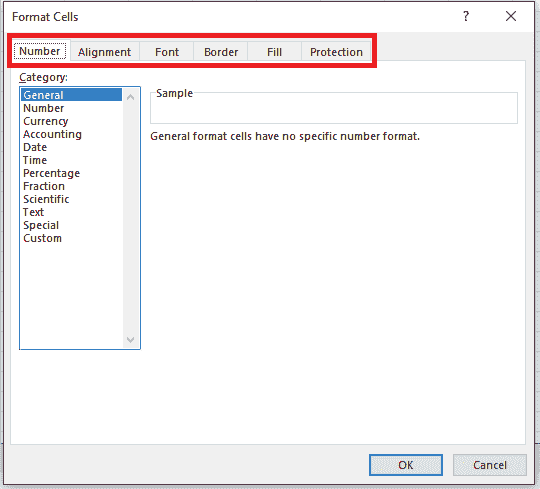 Format Cells ?
Number Alignment Font Border Fill Protection
Category:
General
Number
Currency
Accounting
Date
Time
Percentage
Fraction
Scientific
Text
Special
Custom
Sample
General format cells have no specific number format.
OK Cancel